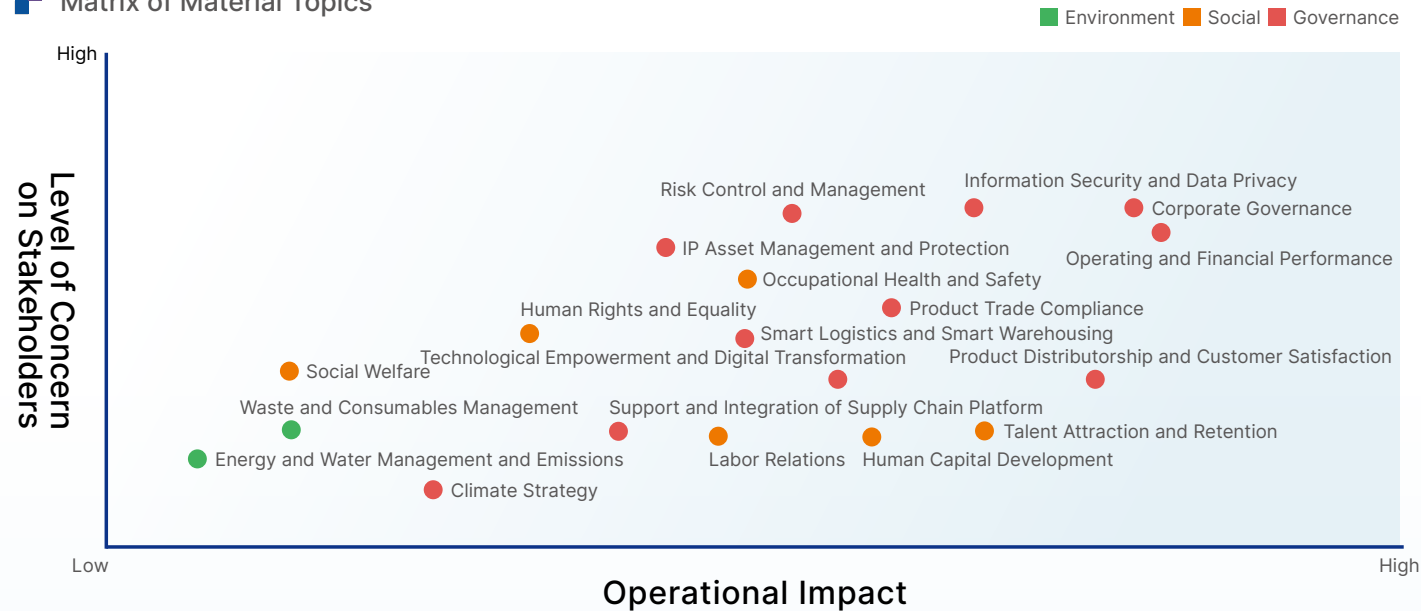 Matrix of Material Topics
Environment Social Governance
High
Level of Concern
on Stakeholders
Risk Control and Management
Information Security and Data Privacy
Corporate Governance
IP Asset Management and Protection
Operating and Financial Performance
Occupational Health and Safety
Human Rights and Equality
Product Trade Compliance
Smart Logistics and Smart Warehousing
Technological Empowerment and Digital Transformation
Product Distributorship and Customer Satisfaction
Social Welfare
Waste and Consumables Management
Support and Integration of Supply Chain Platform
Talent Attraction and Retention
Energy and Water Management and Emissions
Labor Relations
Human Capital Development
Climate Strategy
Low
High
Operational Impact